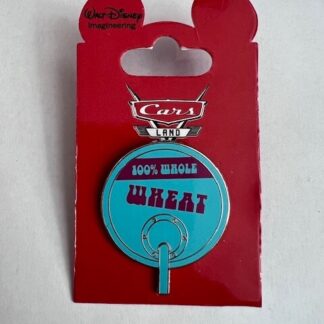 WALT DISNEY
imagineering
Cars
LAND
100% WHOLE
WHEAT